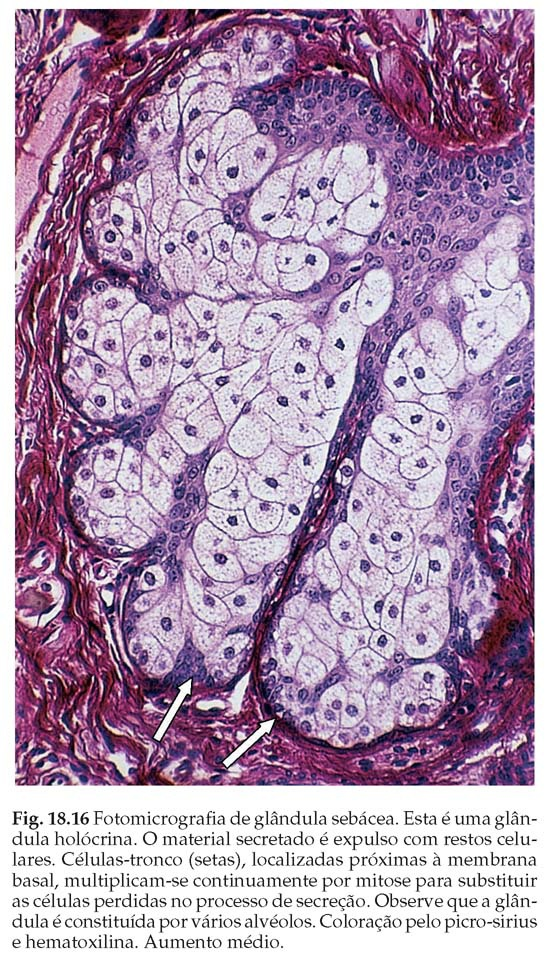 Fig. 18.16 Fotomicrografia de glândula sebácea. Esta é uma glân-
dula holócrina. O material secretado é expulso com restos celu-
lares. Células-tronco (setas), localizadas próximas à membrana
basal, multiplicam-se continuamente por mitose para substituir
as células perdidas no processo de secreção. Observe que a glân-
dula é constituída por vários alvéolos. Coloração pelo picro-sirius
e hematoxilina. Aumento médio.